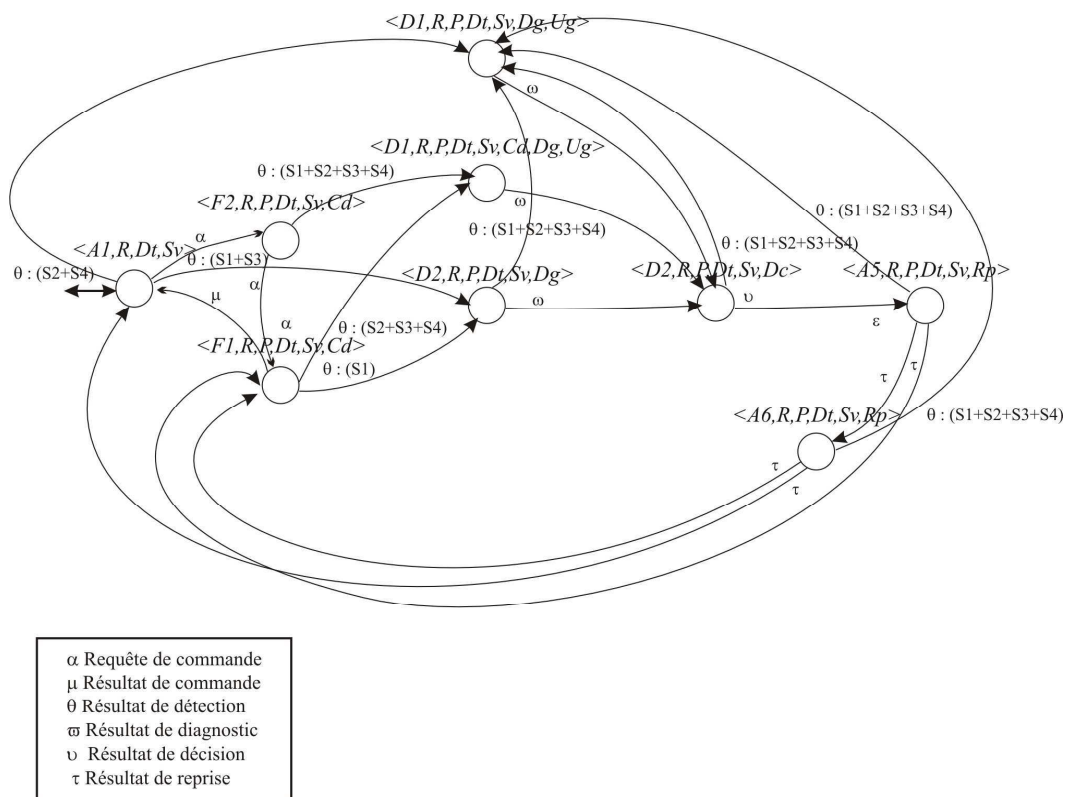 <D1,R,P,Dt,Sv,Dg,Ug>
ω
<D1,R,P,Dt,Sv,Cd,Dg,Ug>
θ : (S1+S2+S3+S4)
ω
<F2,R,P,Dt,Sv,Cd>
θ : (S1+S2+S3+S4)
α
θ : (S1+S2+S3+S4)
θ : (S1+S2+S3+S4)
<A1,R,Dt,Sv>
θ : (S1+S3)
θ : (S2+S4)
<D2,R,P,Dt,Sv,Dg>
<D2,R,P,Dt,Sv,Dc>
<A5,R,P,Dt,Sv,Rp>
α
μ
ω
υ
ε
α
θ : (S2+S3+S4)
<F1,R,P,Dt,Sv,Cd>
θ : (S1)
τ
τ
<A6,R,P,Dt,Sv,Rp>
θ : (S1+S2+S3+S4)
τ
τ
α Requête de commande
μ Résultat de commande
θ Résultat de détection
ϖ Résultat de diagnostic
υ Résultat de décision
τ Résultat de reprise